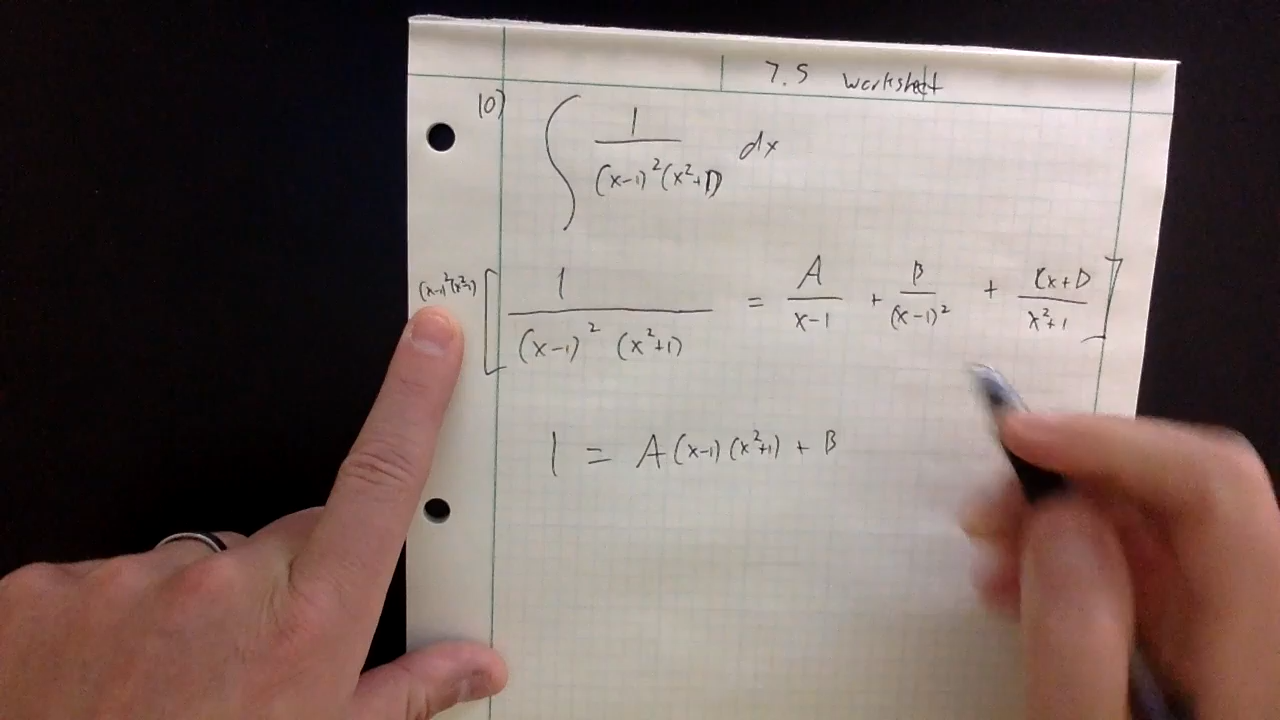 7.5 Worksheet
10) ∫ 1/((x-1)²(x²+1)) dx
(x-1)²(x²+1) [ 1/((x-1)² (x²+1)) = A/(x-1) + B/(x-1)² + (Cx+D)/(x²+1) ]
1 = A(x-1)(x²+1) + B